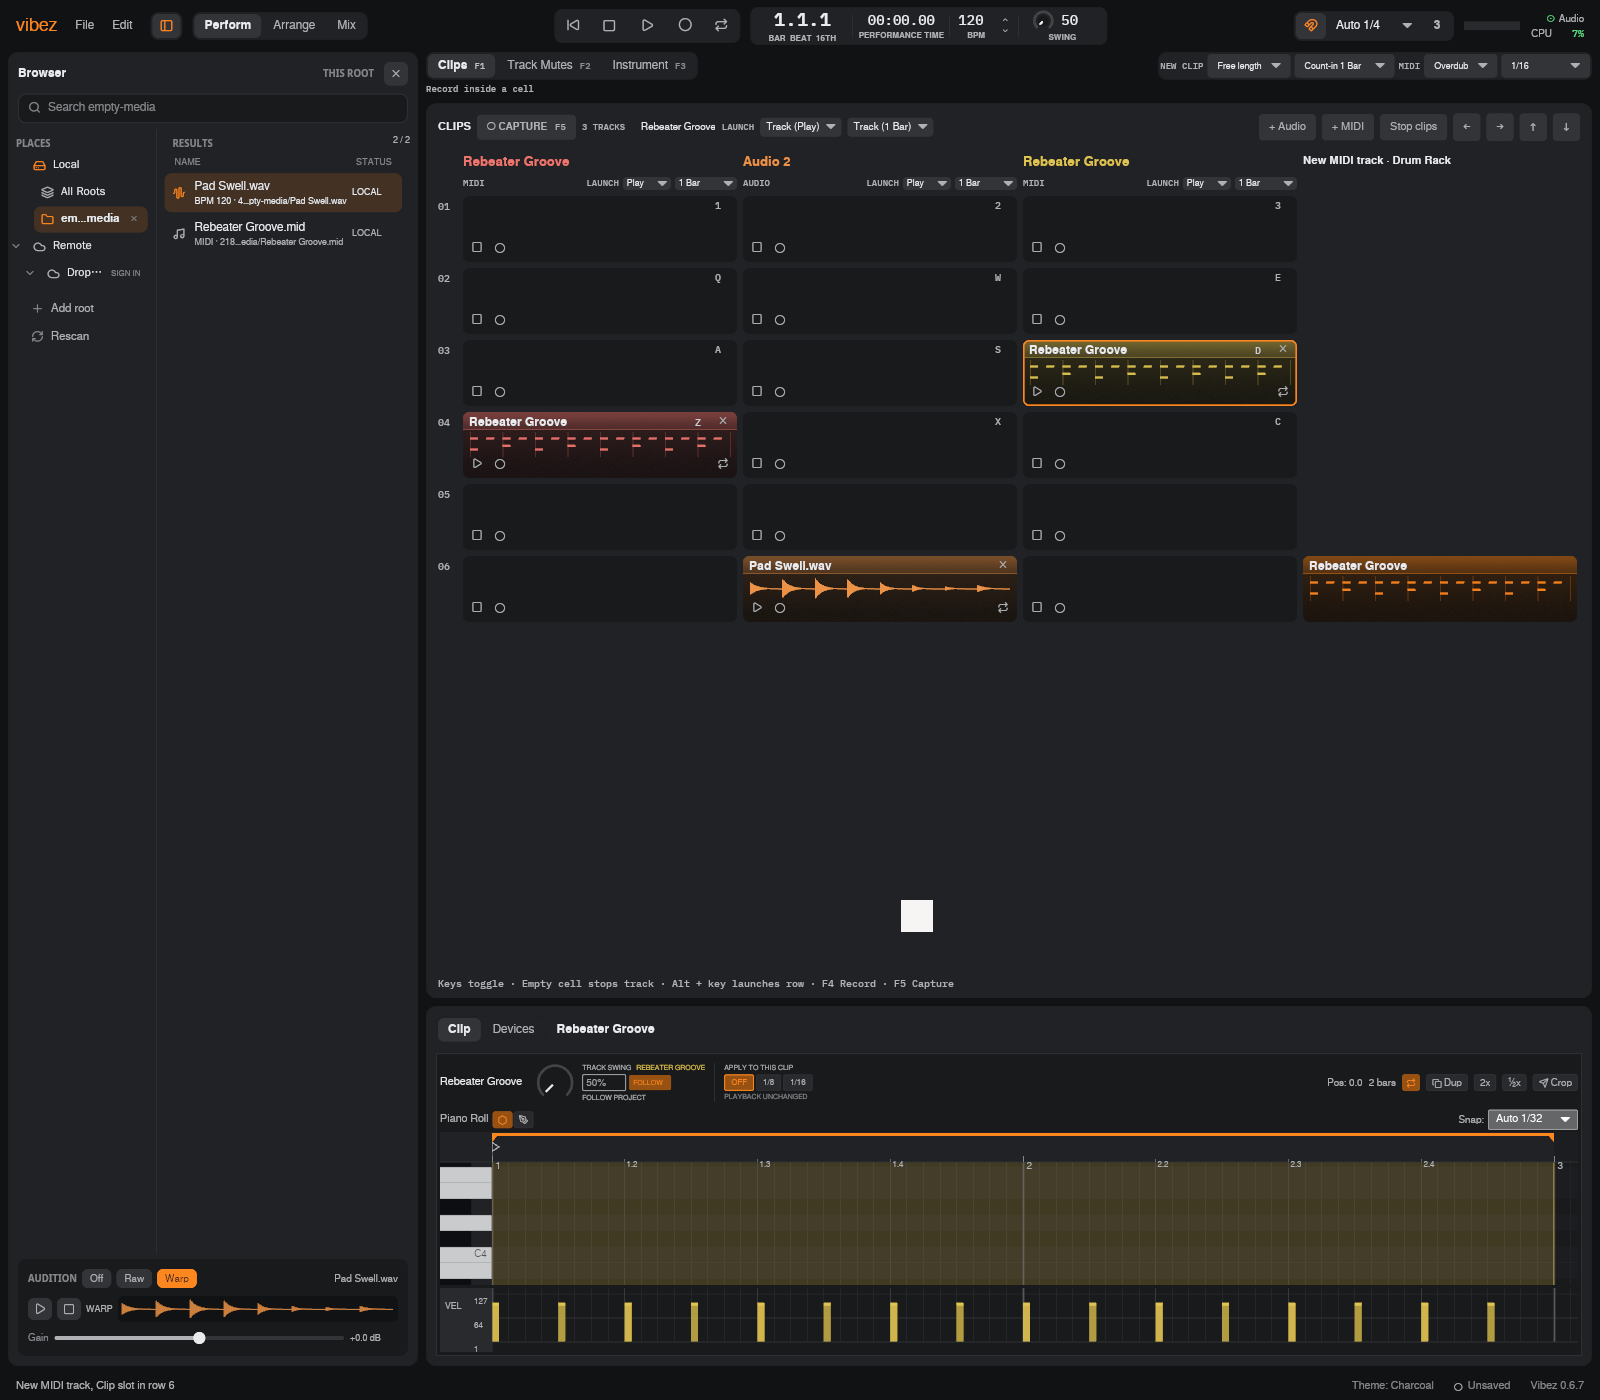 vibez File Edit Perform Arrange Mix
1.1.1 00:00.00 120 50
BAR BEAT 16TH PERFORMANCE TIME BPM SWING
Auto 1/4 3 Audio
CPU 7%
Browser THIS ROOT
Search empty-media
PLACES
Local
All Roots
em...media
Remote
Drop··· SIGN IN
Add root
Rescan
RESULTS 2/2
NAME STATUS
Pad Swell.wav LOCAL
BPM 120 · 4...pty-media/Pad Swell.wav
Rebeater Groove.mid LOCAL
MIDI · 218...edia/Rebeater Groove.mid
AUDITION Off Raw Warp Pad Swell.wav
WARP
Gain +0.0 dB
Clips F1 Track Mutes F2 Instrument F3
NEW CLIP Free length Count-in 1 Bar MIDI Overdub 1/16
Record inside a cell
CLIPS CAPTURE F5 3 TRACKS Rebeater Groove LAUNCH Track (Play) Track (1 Bar)
+ Audio + MIDI Stop clips ← → ↑ ↓
Rebeater Groove Audio 2 Rebeater Groove New MIDI track · Drum Rack
MIDI LAUNCH Play 1 Bar AUDIO LAUNCH Play 1 Bar MIDI LAUNCH Play 1 Bar
01 1 2 3
02 Q W E
03 A S Rebeater Groove D
04 Rebeater Groove Z X C
05
06 Pad Swell.wav Rebeater Groove
Keys toggle · Empty cell stops track · Alt + key launches row · F4 Record · F5 Capture
Clip Devices Rebeater Groove
Rebeater Groove
TRACK SWING REBEATER GROOVE
50% FOLLOW
FOLLOW PROJECT
APPLY TO THIS CLIP
OFF 1/8 1/16
PLAYBACK UNCHANGED
Pos: 0.0 2 bars Dup 2x ½x Crop
Piano Roll Snap: Auto 1/32
1 1.2 1.3 1.4 2 2.2 2.3 2.4 3
C4
VEL 127
64
1
New MIDI track, Clip slot in row 6 Theme: Charcoal Unsaved Vibez 0.6.7